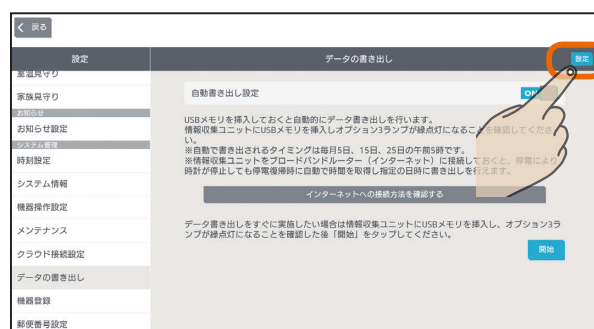 戻る
設定
データの書き出し
設定
室温見守り
家族見守り
お知らせ
お知らせ設定
システム管理
時刻設定
システム情報
機器操作設定
メンテナンス
クラウド接続設定
データの書き出し
機器登録
郵便番号設定
自動書き出し設定
ON
USBメモリを挿入しておくと自動的にデータ書き出しを行います。
情報収集ユニットにUSBメモリを挿入しオプション3ランプが緑点灯になることを確認してくださ
い。
※自動で書き出されるタイミングは毎月5日、15日、25日の午前5時です。
※情報収集ユニットをブロードバンドルーター（インターネット）に接続しておくと、停電により
時計が停止しても停電復帰時に自動で時間を取得し指定の日時に書き出しを行えます。
インターネットへの接続方法を確認する
データ書き出しをすぐに実施したい場合は情報収集ユニットにUSBメモリを挿入し、オプション3ラ
ンプが緑点灯になることを確認した後「開始」をタップしてください。
開始